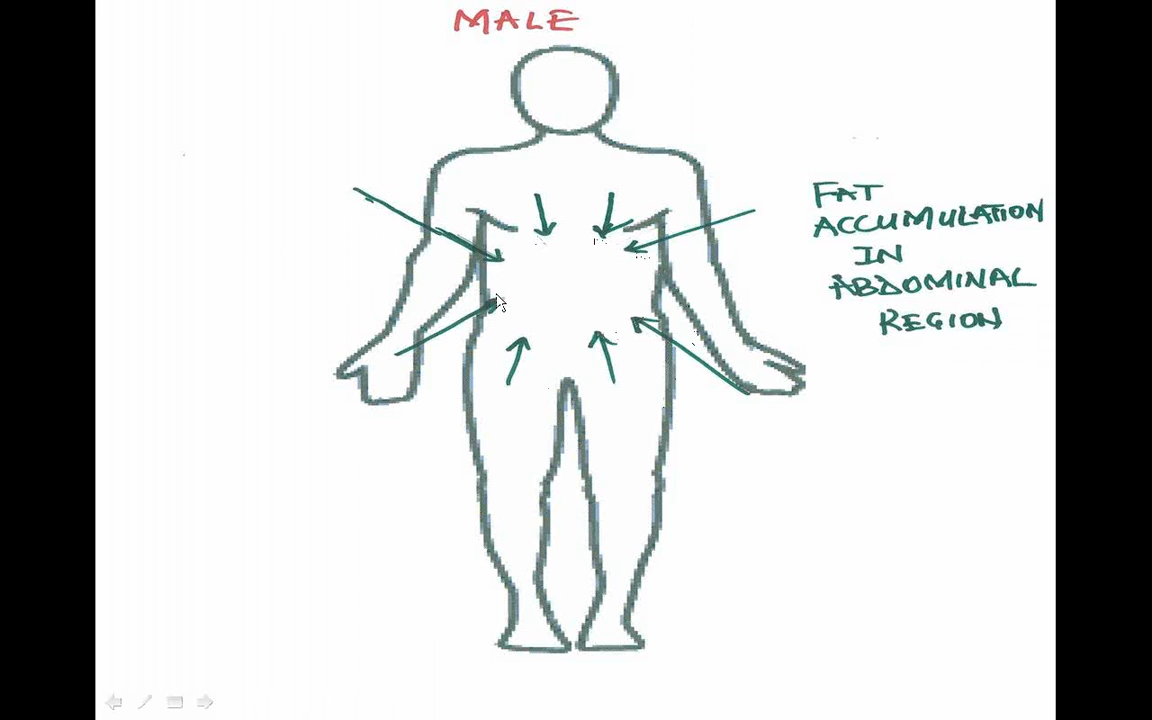 MALE
FAT
ACCUMULATION
IN
ABDOMINAL
REGION